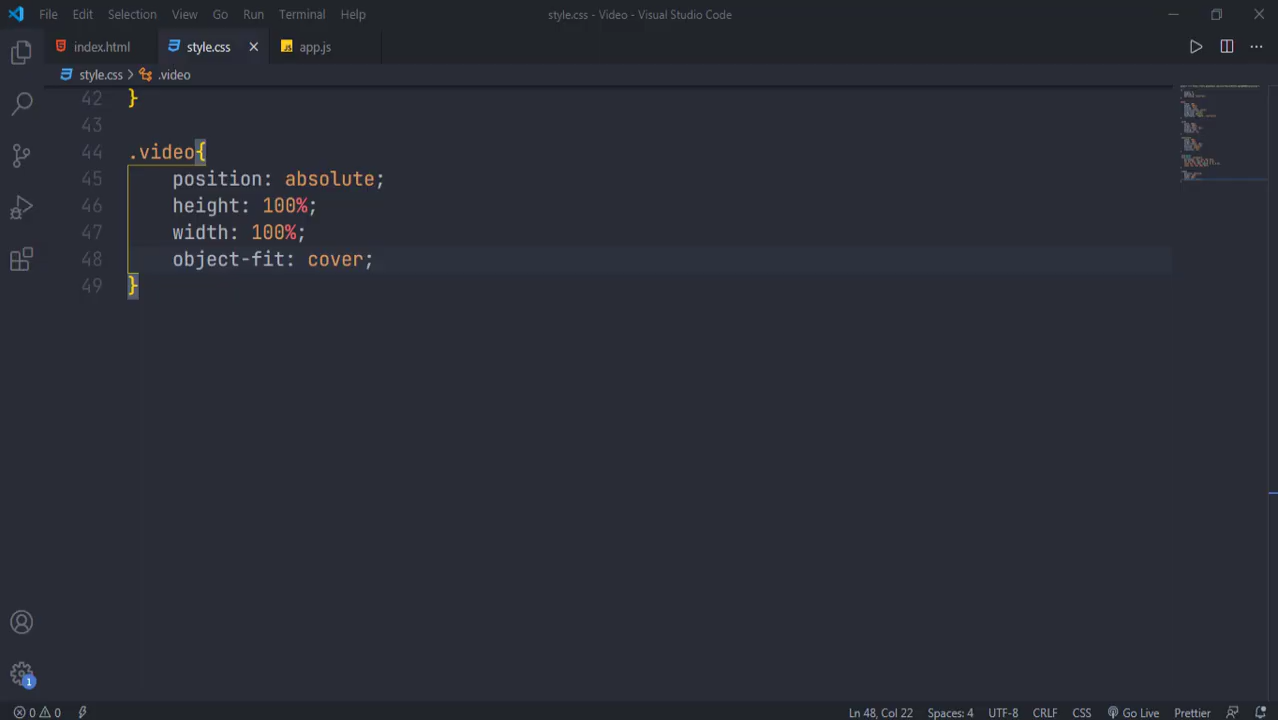 File Edit Selection View Go Run Terminal Help
style.css - Video - Visual Studio Code
index.html
style.css
app.js
style.css
.video
42 }
43
44 .video{
45 position: absolute;
46 height: 100%;
47 width: 100%;
48 object-fit: cover;
49 }
1
0 0
Ln 48, Col 22 Spaces: 4 UTF-8 CRLF CSS Go Live Prettier